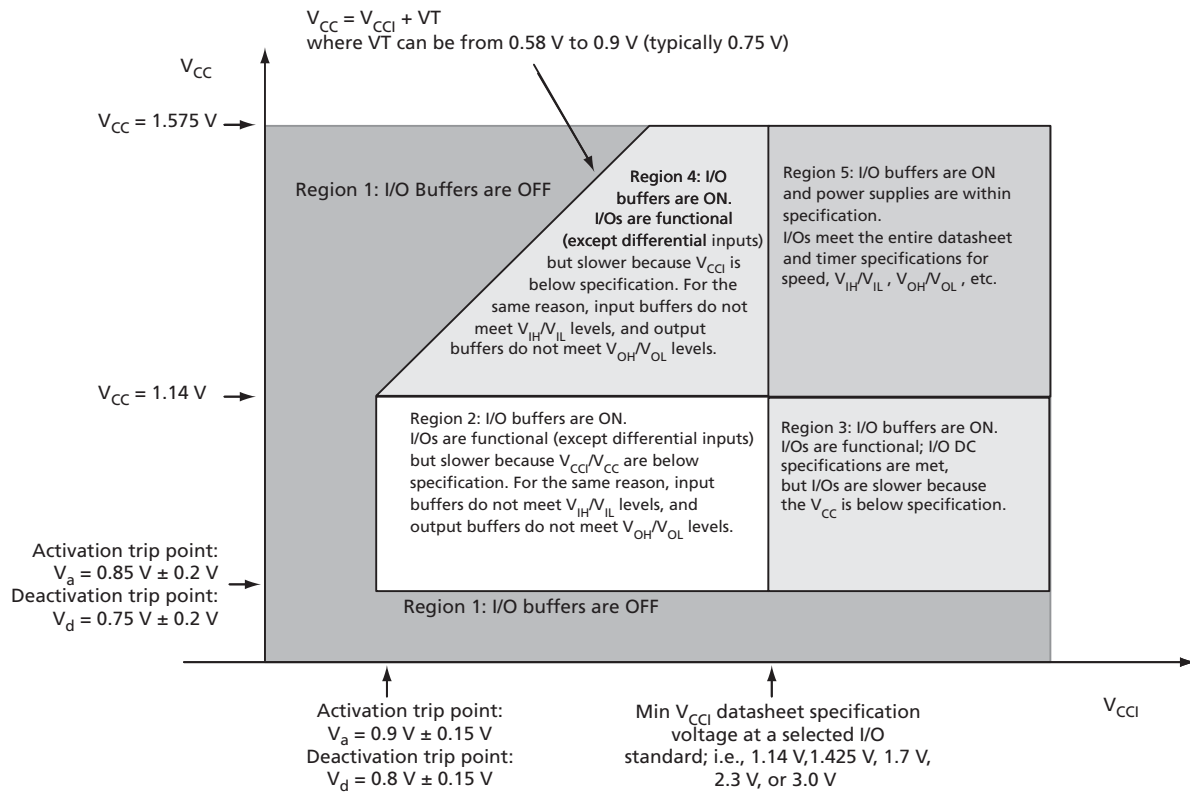 V_CC = V_CCI + VT
where VT can be from 0.58 V to 0.9 V (typically 0.75 V)
V_CC
V_CC = 1.575 V
Region 1: I/O Buffers are OFF
Region 4: I/O
buffers are ON.
I/Os are functional
(except differential inputs)
but slower because V_CCI is
below specification. For the
same reason, input buffers do not
meet V_IH/V_IL levels, and output
buffers do not meet V_OH/V_OL levels.
Region 5: I/O buffers are ON
and power supplies are within
specification.
I/Os meet the entire datasheet
and timer specifications for
speed, V_IH/V_IL , V_OH/V_OL , etc.
V_CC = 1.14 V
Region 2: I/O buffers are ON.
I/Os are functional (except differential inputs)
but slower because V_CCI/V_CC are below
specification. For the same reason, input
buffers do not meet V_IH/V_IL levels, and
output buffers do not meet V_OH/V_OL levels.
Region 3: I/O buffers are ON.
I/Os are functional; I/O DC
specifications are met,
but I/Os are slower because
the V_CC is below specification.
Activation trip point:
V_a = 0.85 V ± 0.2 V
Deactivation trip point:
V_d = 0.75 V ± 0.2 V
Region 1: I/O buffers are OFF
Activation trip point:
V_a = 0.9 V ± 0.15 V
Deactivation trip point:
V_d = 0.8 V ± 0.15 V
Min V_CCI datasheet specification
voltage at a selected I/O
standard; i.e., 1.14 V,1.425 V, 1.7 V,
2.3 V, or 3.0 V
V_CCI